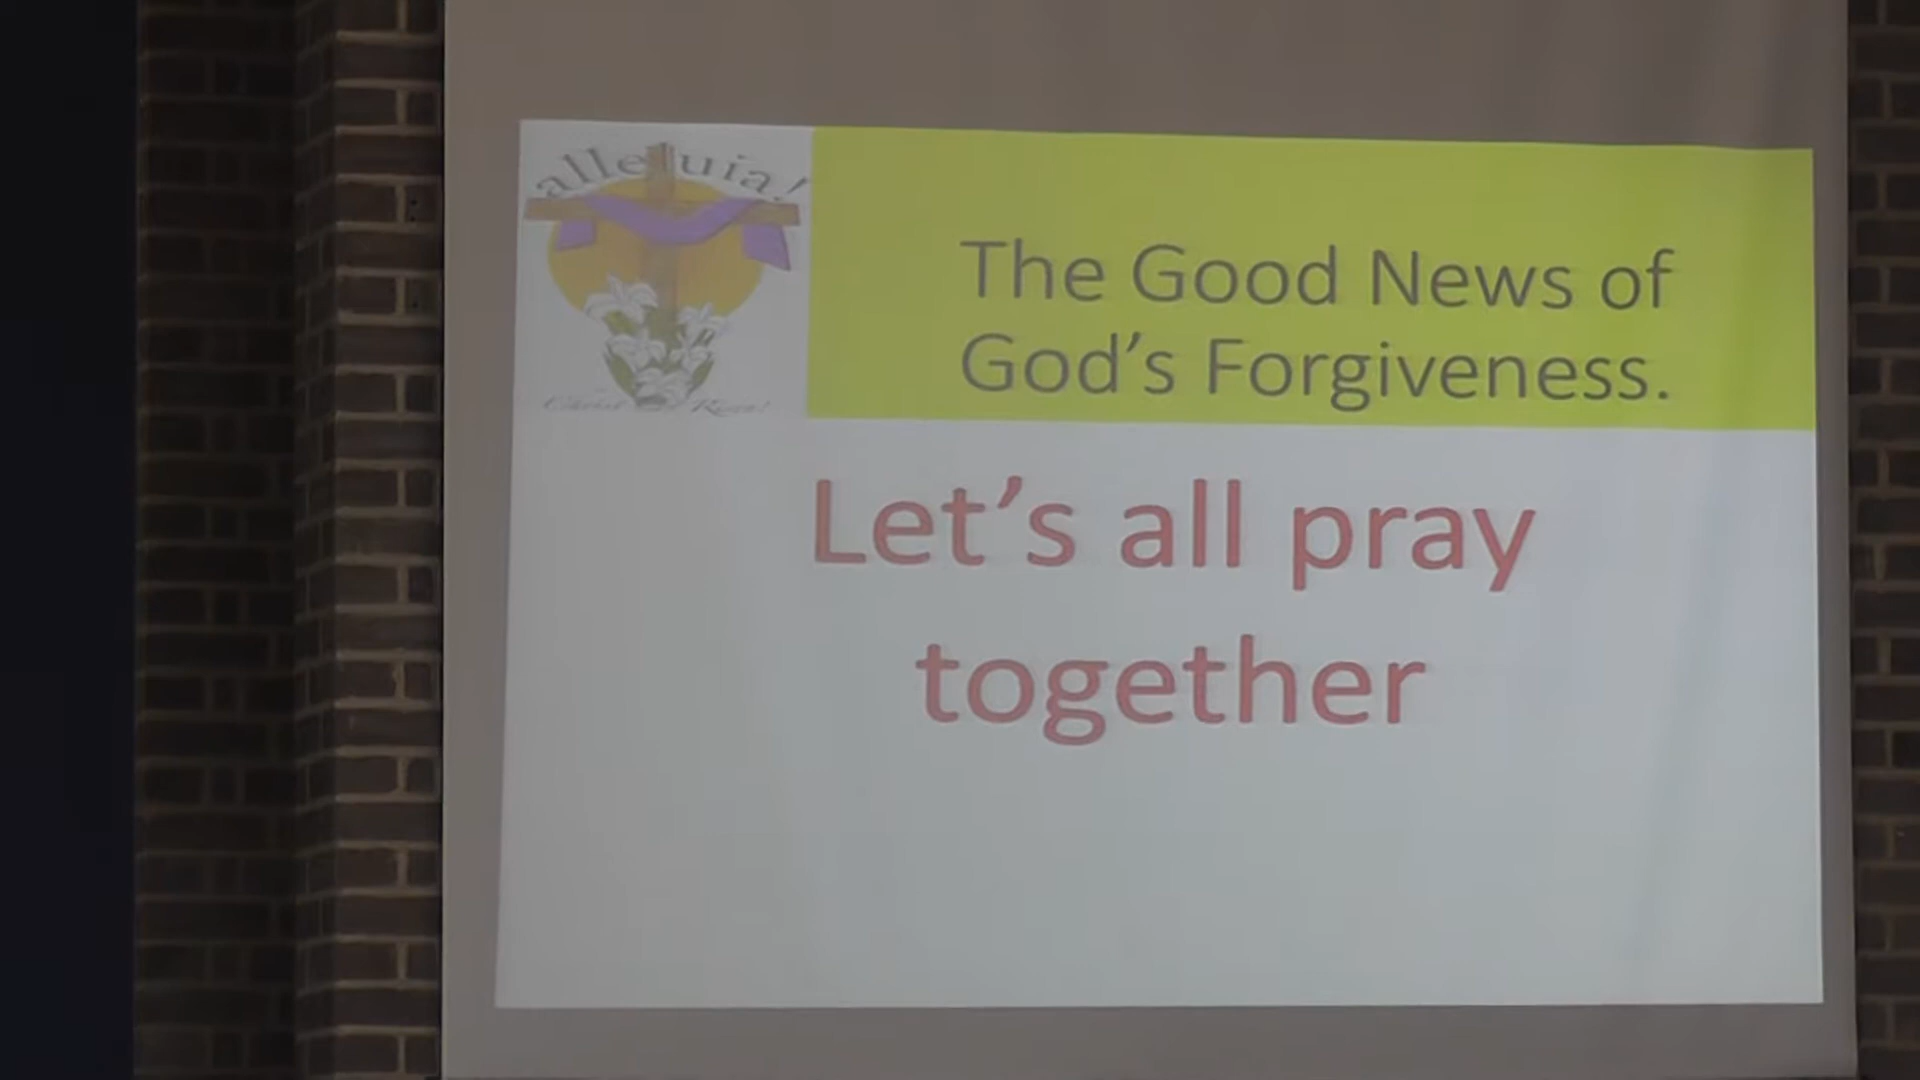 alleluia!
The Good News of
God's Forgiveness.
Let's all pray
together